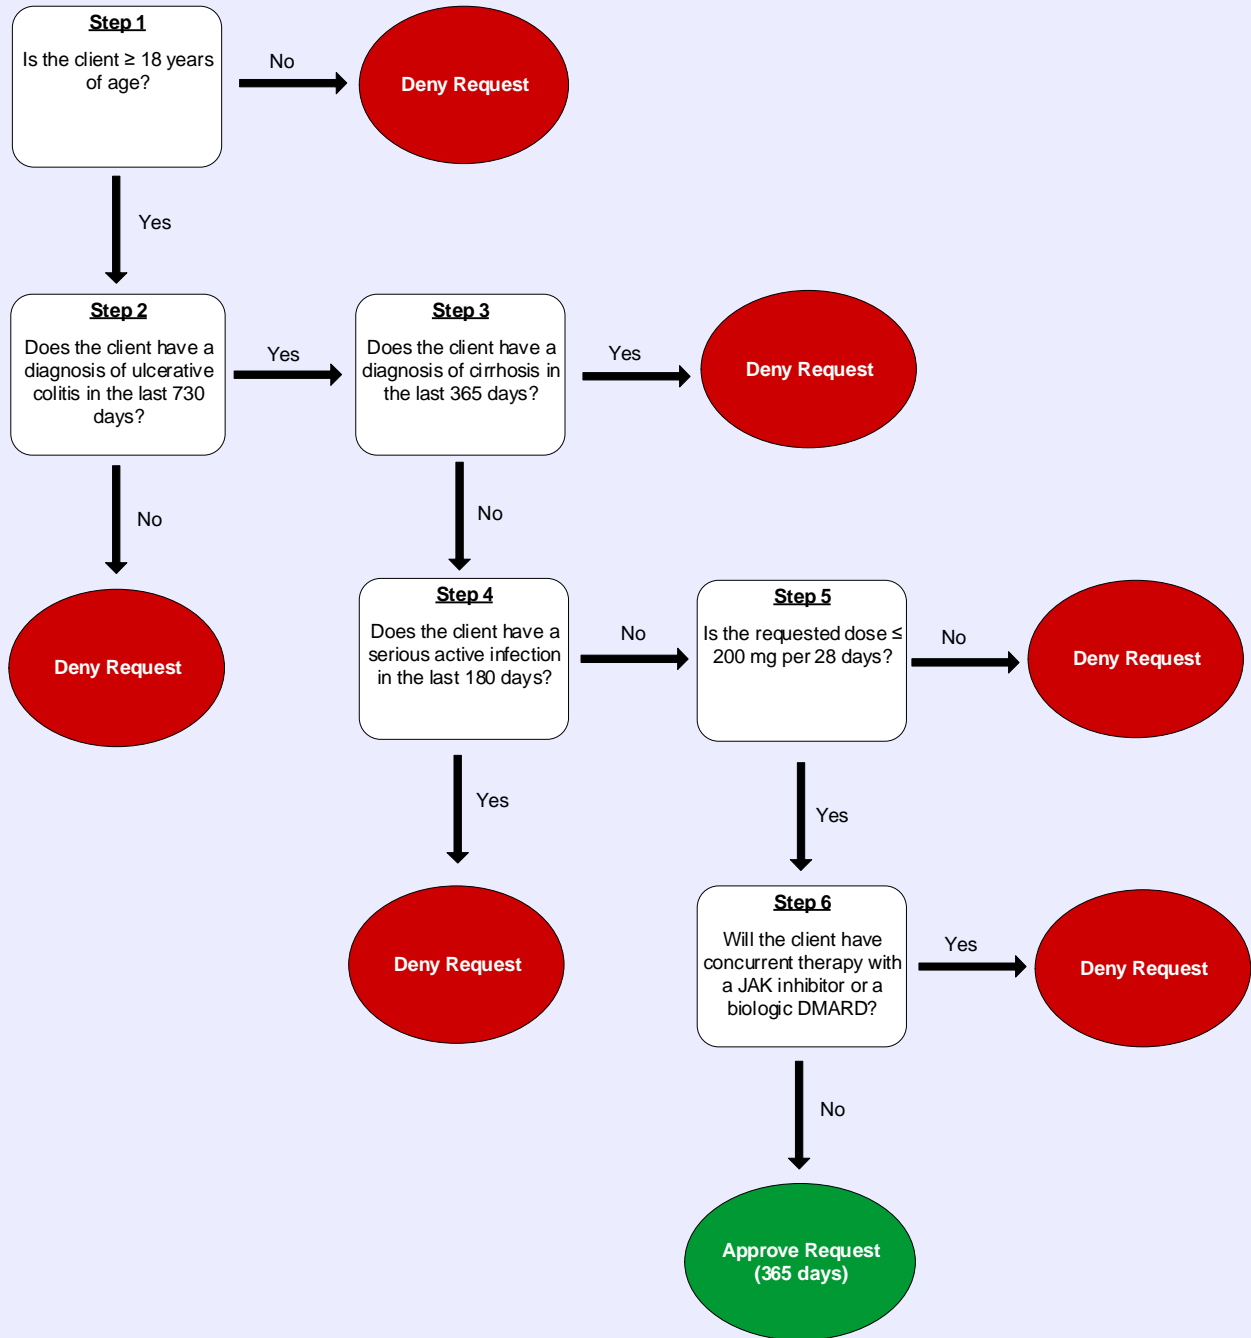 Step 1
Is the client ≥ 18 years
of age?
No
Deny Request
Yes
Step 2
Does the client have a
diagnosis of ulcerative
colitis in the last 730
days?
Yes
Step 3
Does the client have a
diagnosis of cirrhosis in
the last 365 days?
Yes
Deny Request
No
Deny Request
No
Step 4
Does the client have a
serious active infection
in the last 180 days?
No
Step 5
Is the requested dose ≤
200 mg per 28 days?
No
Deny Request
Yes
Deny Request
Yes
Step 6
Will the client have
concurrent therapy with
a JAK inhibitor or a
biologic DMARD?
Yes
Deny Request
No
Approve Request
(365 days)